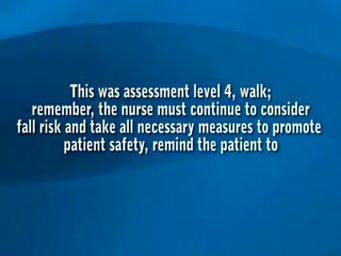 This was assessment level 4, walk;
remember, the nurse must continue to consider
fall risk and take all necessary measures to promote
patient safety, remind the patient to